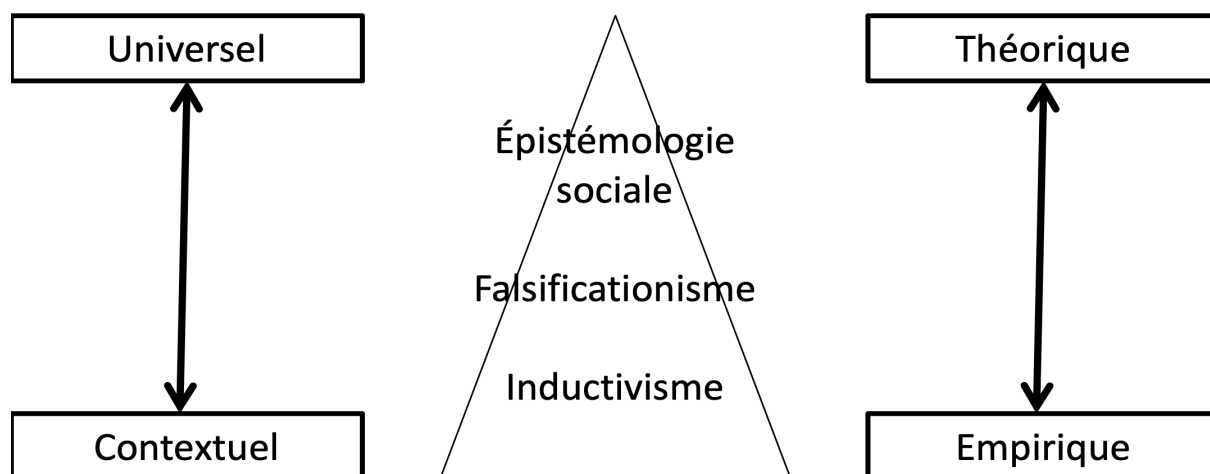 Universel
Théorique
Épistémologie
sociale
Falsificationisme
Inductivisme
Contextuel
Empirique